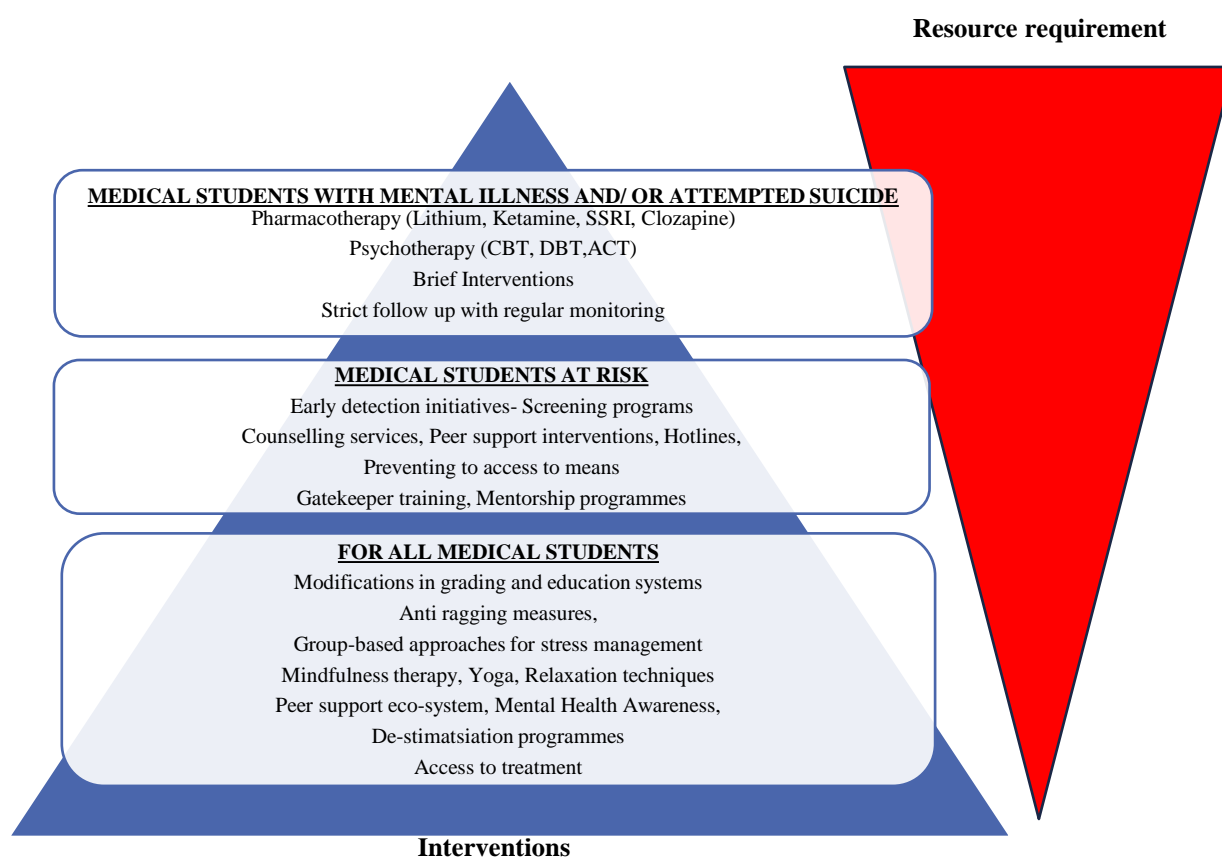 Resource requirement
MEDICAL STUDENTS WITH MENTAL ILLNESS AND/ OR ATTEMPTED SUICIDE
Pharmacotherapy (Lithium, Ketamine, SSRI, Clozapine)
Psychotherapy (CBT, DBT,ACT)
Brief Interventions
Strict follow up with regular monitoring
MEDICAL STUDENTS AT RISK
Early detection initiatives- Screening programs
Counselling services, Peer support interventions, Hotlines,
Preventing to access to means
Gatekeeper training, Mentorship programmes
FOR ALL MEDICAL STUDENTS
Modifications in grading and education systems
Anti ragging measures,
Group-based approaches for stress management
Mindfulness therapy, Yoga, Relaxation techniques
Peer support eco-system, Mental Health Awareness,
De-stimatsiation programmes
Access to treatment
Interventions